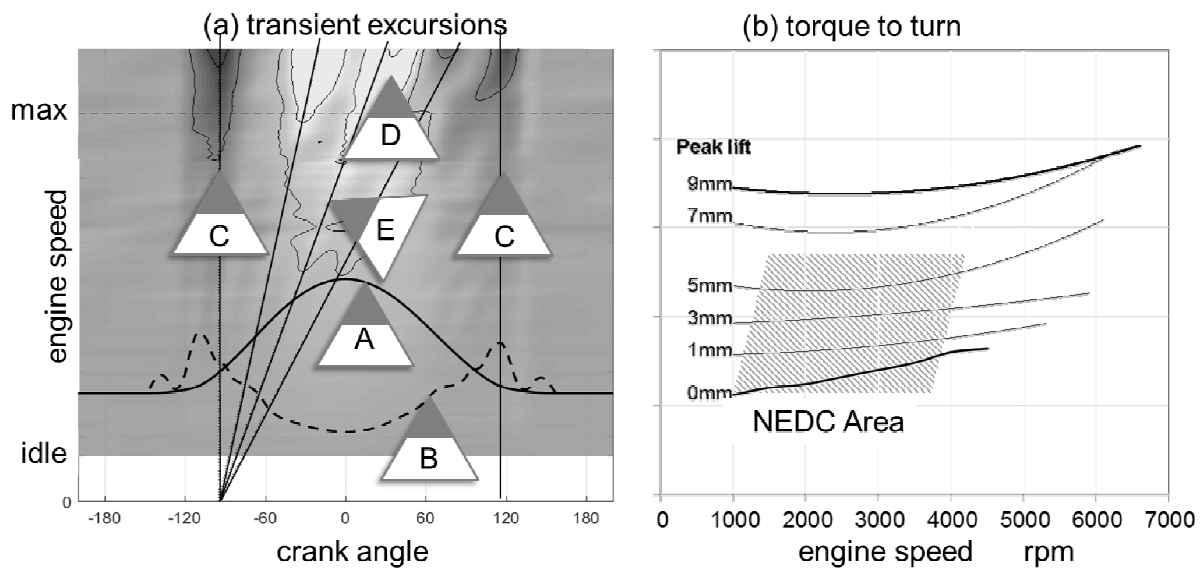 (a) transient excursions
max
engine speed
idle
0
D
C
E
C
A
B
-180 -120 -60 0 60 120 180
crank angle
(b) torque to turn
Peak lift
9mm
7mm
5mm
3mm
1mm
0mm
NEDC Area
0 1000 2000 3000 4000 5000 6000 7000
engine speed rpm